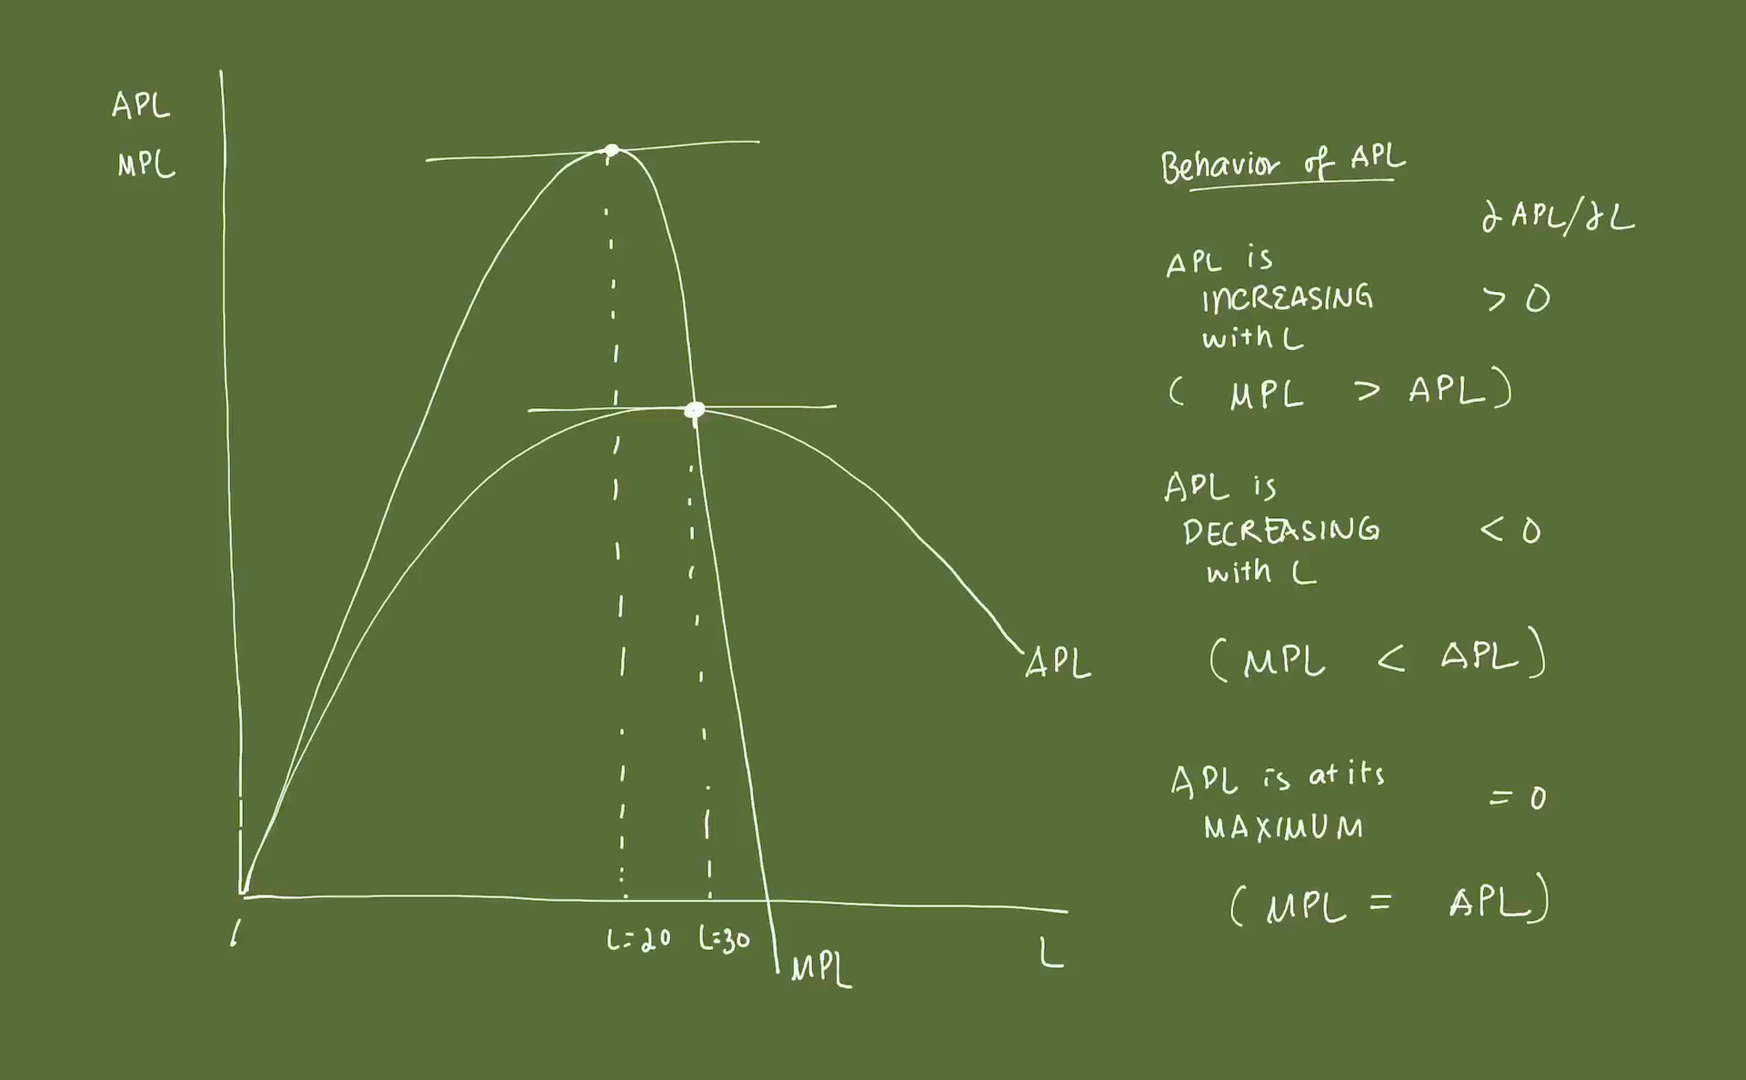 APL
MPL
Behavior of APL
∂APL/∂L
APL is
INCREASING > 0
with L
( MPL > APL)
APL is
DECREASING < 0
with L
(MPL < APL)
APL is at its
MAXIMUM = 0
(MPL = APL)
APL
L=20 L=30
L
MPL